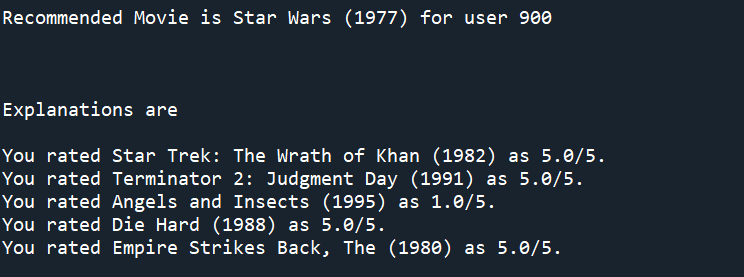 Recommended Movie is Star Wars (1977) for user 900
Explanations are
You rated Star Trek: The Wrath of Khan (1982) as 5.0/5.
You rated Terminator 2: Judgment Day (1991) as 5.0/5.
You rated Angels and Insects (1995) as 1.0/5.
You rated Die Hard (1988) as 5.0/5.
You rated Empire Strikes Back, The (1980) as 5.0/5.